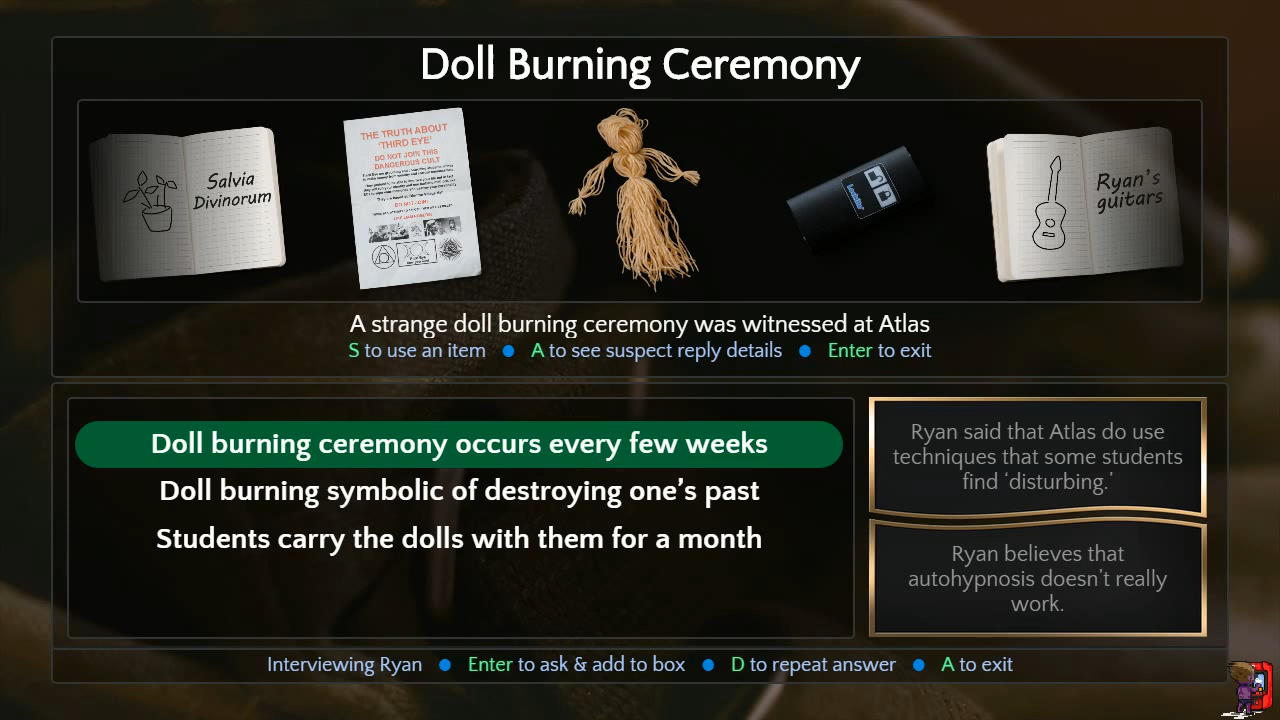 Doll Burning Ceremony
Salvia
Divinorum
THE TRUTH ABOUT
'THIRD EYE'
DO NOT JOIN THIS
DANGEROUS CULT
Ryan's
guitars
A strange doll burning ceremony was witnessed at Atlas
S to use an item ● A to see suspect reply details ● Enter to exit
Doll burning ceremony occurs every few weeks
Doll burning symbolic of destroying one's past
Students carry the dolls with them for a month
Ryan said that Atlas do use
techniques that some students
find 'disturbing.'
Ryan believes that
autohypnosis doesn't really
work.
Interviewing Ryan ● Enter to ask & add to box ● D to repeat answer ● A to exit